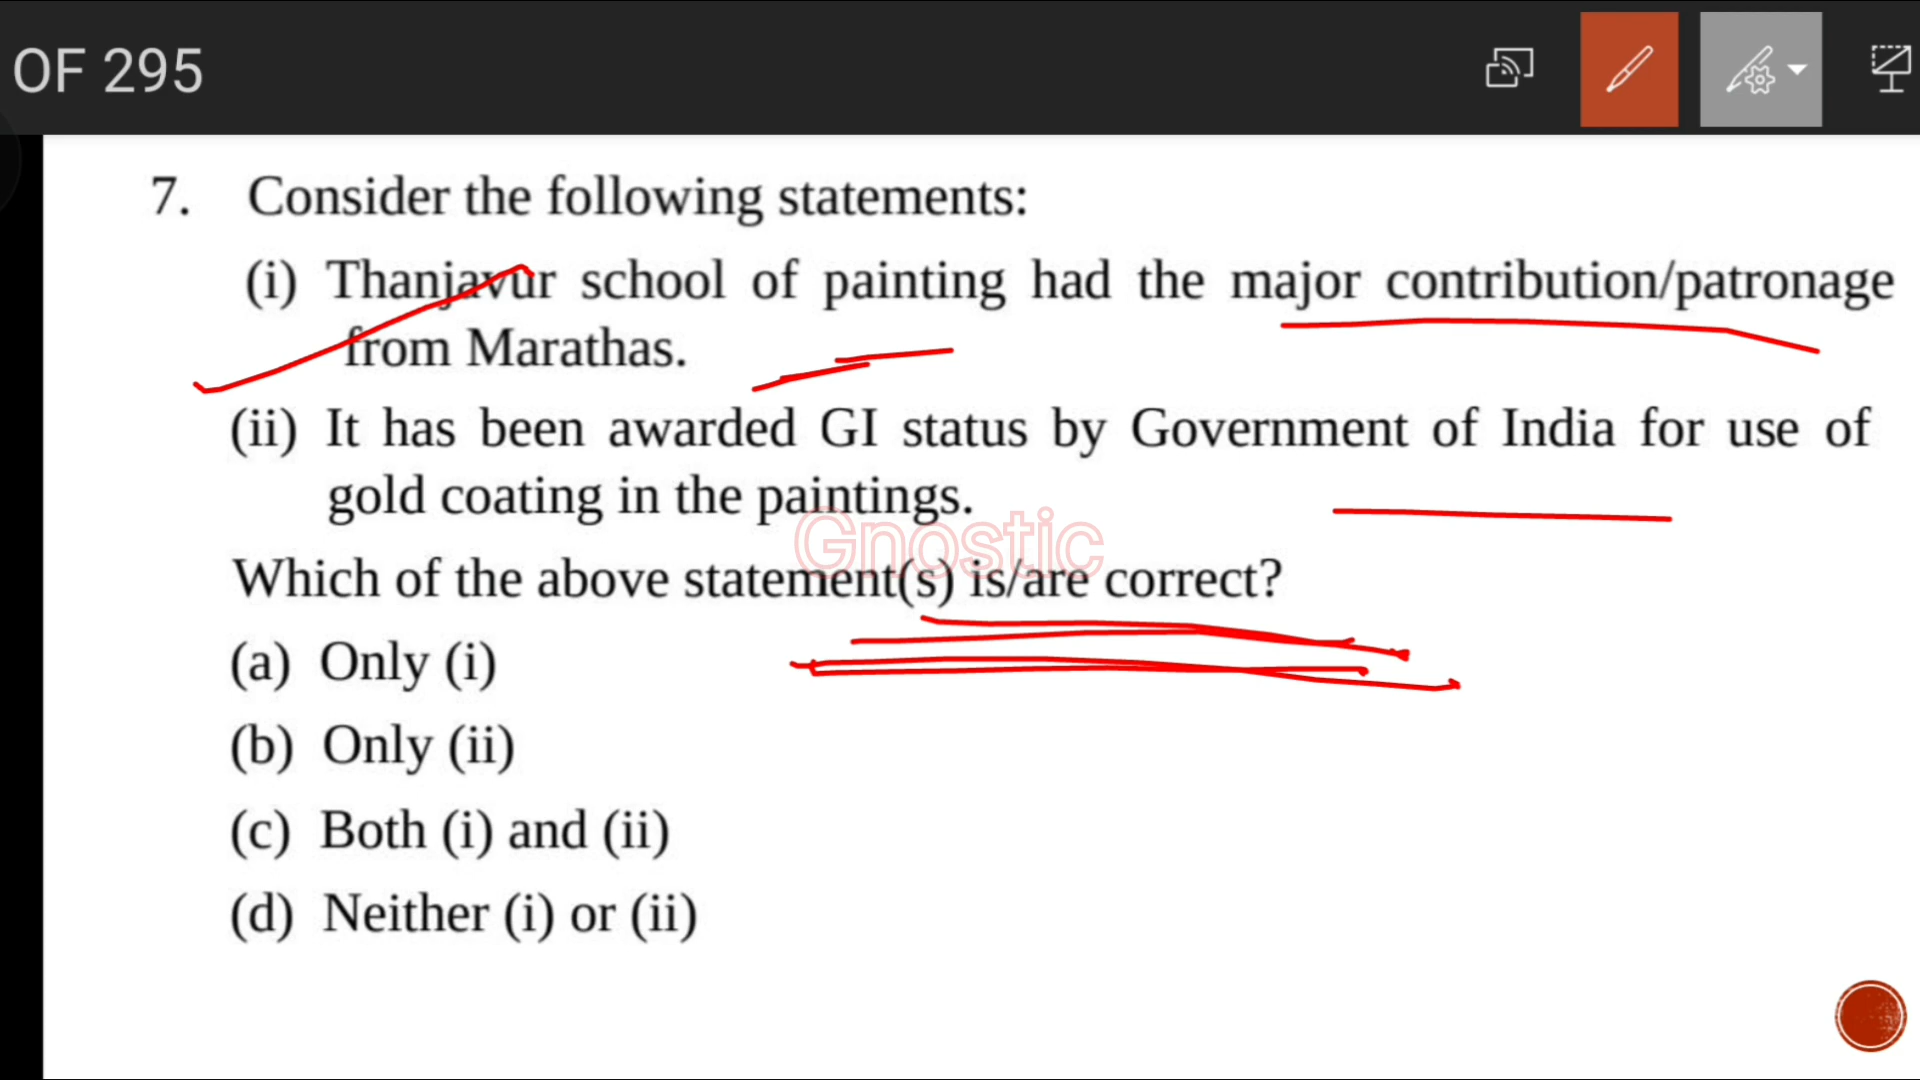 OF 295
7. Consider the following statements:
(i) Thanjavur school of painting had the major contribution/patronage
from Marathas.
(ii) It has been awarded GI status by Government of India for use of
gold coating in the paintings.
Gnostic
Which of the above statement(s) is/are correct?
(a) Only (i)
(b) Only (ii)
(c) Both (i) and (ii)
(d) Neither (i) or (ii)